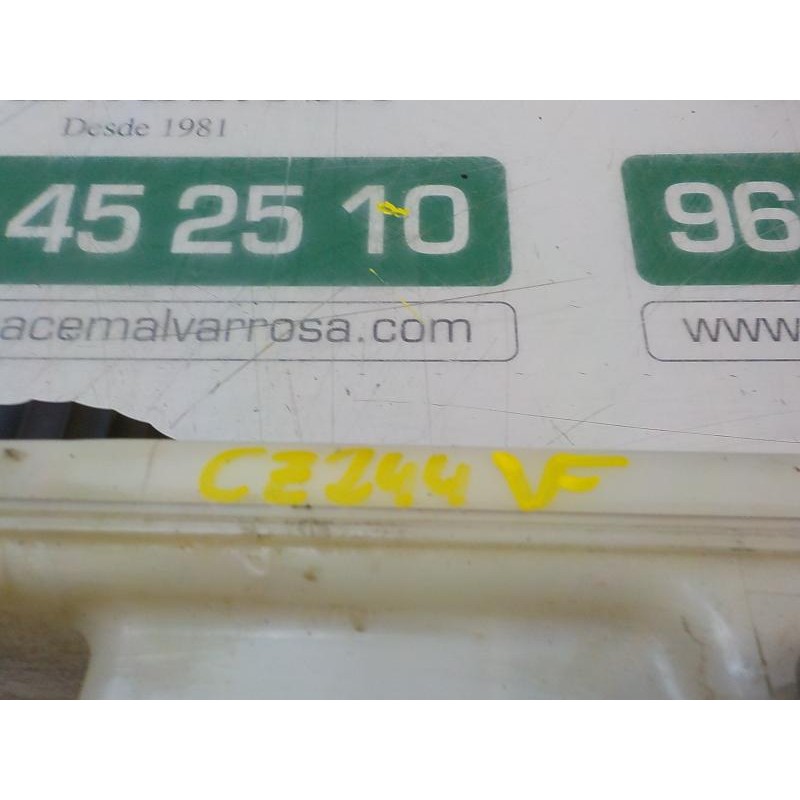 Desde 1981
45 25 10
96
acemalvarrosa.com
www.
CZ244 VF